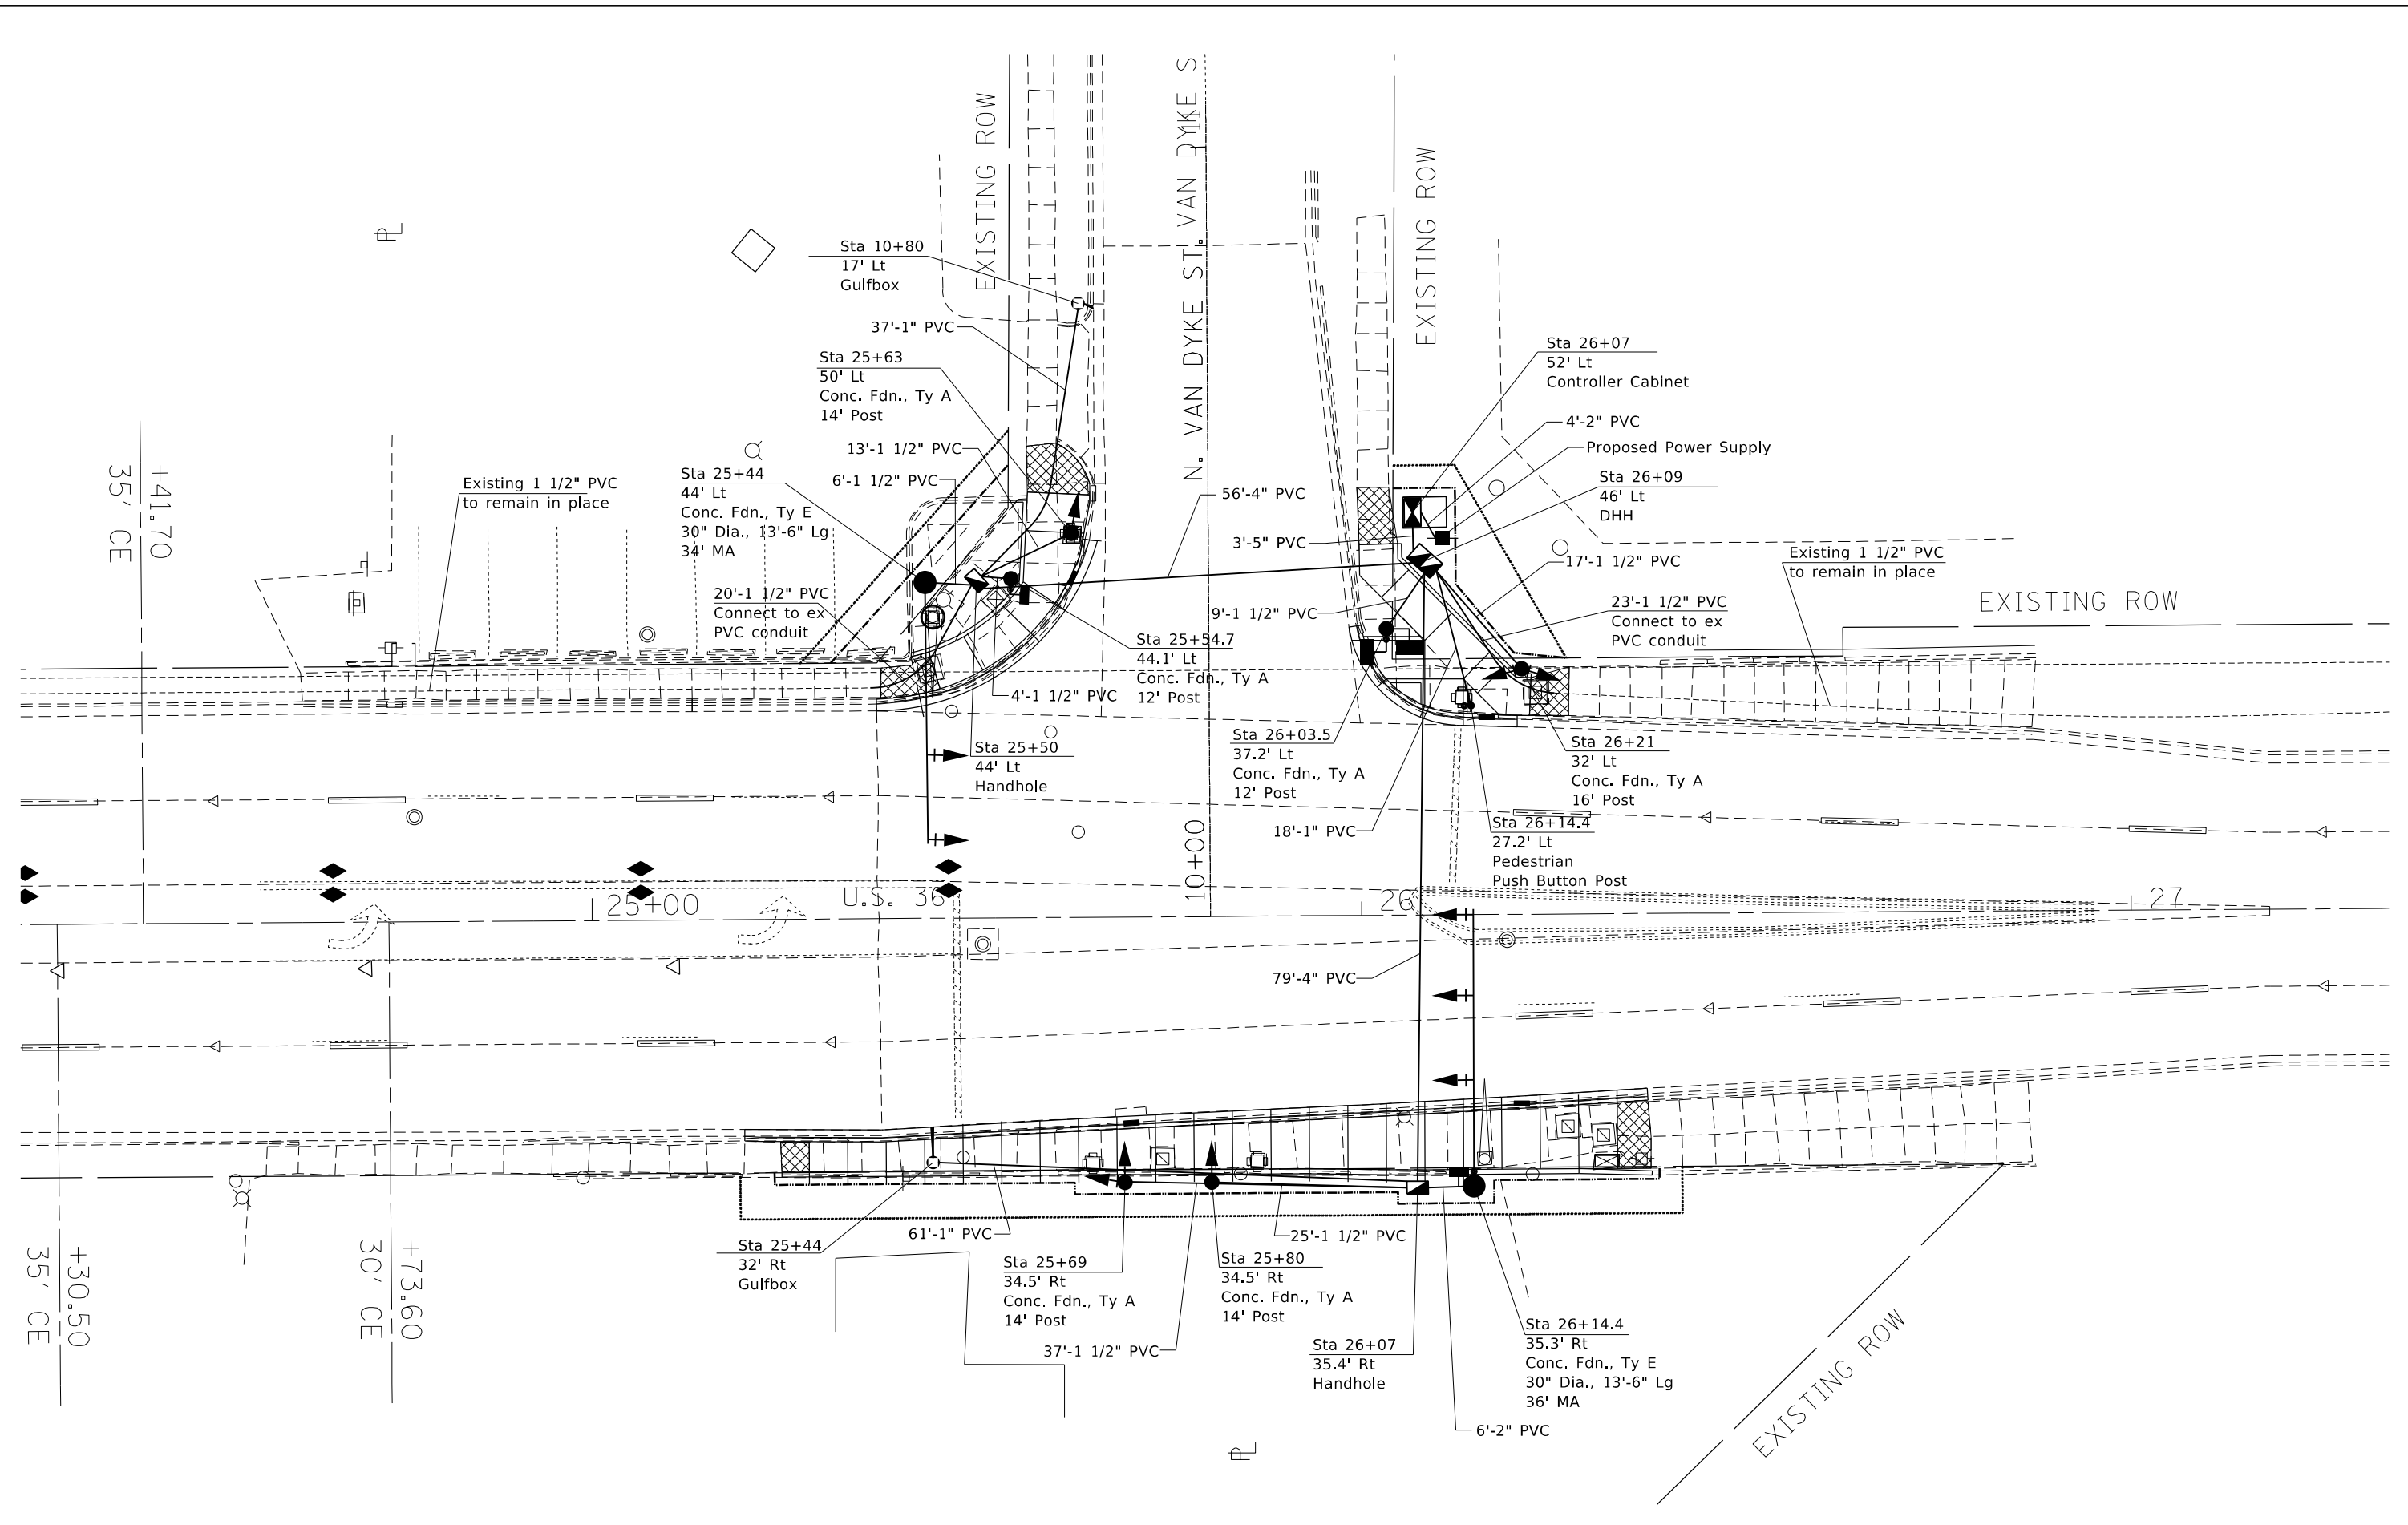 EXISTING ROW
N. VAN DYKE ST. VAN DYKE S
11
EXISTING ROW
Sta 10+80
17' Lt
Gulfbox
37'-1" PVC
Sta 25+63
50' Lt
Conc. Fdn., Ty A
14' Post
13'-1 1/2" PVC
6'-1 1/2" PVC
Sta 25+44
44' Lt
Conc. Fdn., Ty E
30" Dia., 13'-6" Lg
34' MA
Existing 1 1/2" PVC
to remain in place
+41.70
35' CE
20'-1 1/2" PVC
Connect to ex
PVC conduit
56'-4" PVC
Sta 26+07
52' Lt
Controller Cabinet
4'-2" PVC
Proposed Power Supply
Sta 26+09
46' Lt
DHH
3'-5" PVC
17'-1 1/2" PVC
Existing 1 1/2" PVC
to remain in place
EXISTING ROW
9'-1 1/2" PVC
23'-1 1/2" PVC
Connect to ex
PVC conduit
Sta 25+54.7
44.1' Lt
Conc. Fdn., Ty A
12' Post
4'-1 1/2" PVC
Sta 25+50
44' Lt
Handhole
Sta 26+03.5
37.2' Lt
Conc. Fdn., Ty A
12' Post
Sta 26+21
32' Lt
Conc. Fdn., Ty A
16' Post
18'-1" PVC
Sta 26+14.4
27.2' Lt
Pedestrian
Push Button Post
10+00
25+00
U.S. 36
26
27
79'-4" PVC
+30.50
35' CE
+73.60
30' CE
61'-1" PVC
Sta 25+44
32' Rt
Gulfbox
Sta 25+69
34.5' Rt
Conc. Fdn., Ty A
14' Post
25'-1 1/2" PVC
Sta 25+80
34.5' Rt
Conc. Fdn., Ty A
14' Post
37'-1 1/2" PVC
Sta 26+07
35.4' Rt
Handhole
Sta 26+14.4
35.3' Rt
Conc. Fdn., Ty E
30" Dia., 13'-6" Lg
36' MA
6'-2" PVC
EXISTING ROW